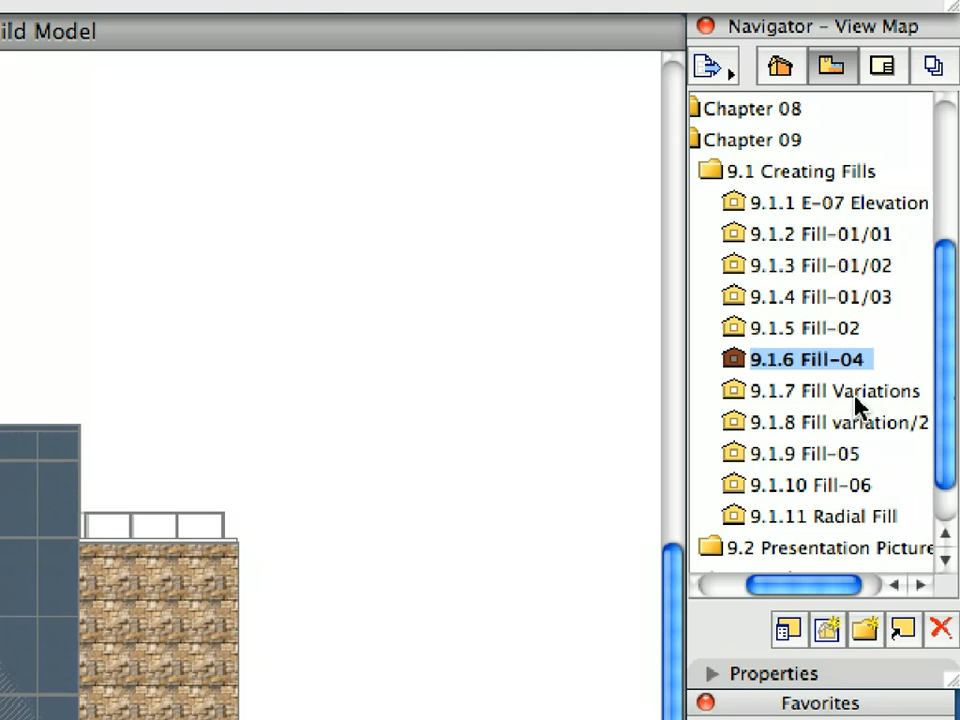 ild Model
Navigator - View Map
Chapter 08
Chapter 09
9.1 Creating Fills
9.1.1 E-07 Elevation
9.1.2 Fill-01/01
9.1.3 Fill-01/02
9.1.4 Fill-01/03
9.1.5 Fill-02
9.1.6 Fill-04
9.1.7 Fill Variations
9.1.8 Fill variation/2
9.1.9 Fill-05
9.1.10 Fill-06
9.1.11 Radial Fill
9.2 Presentation Picture
Properties
Favorites